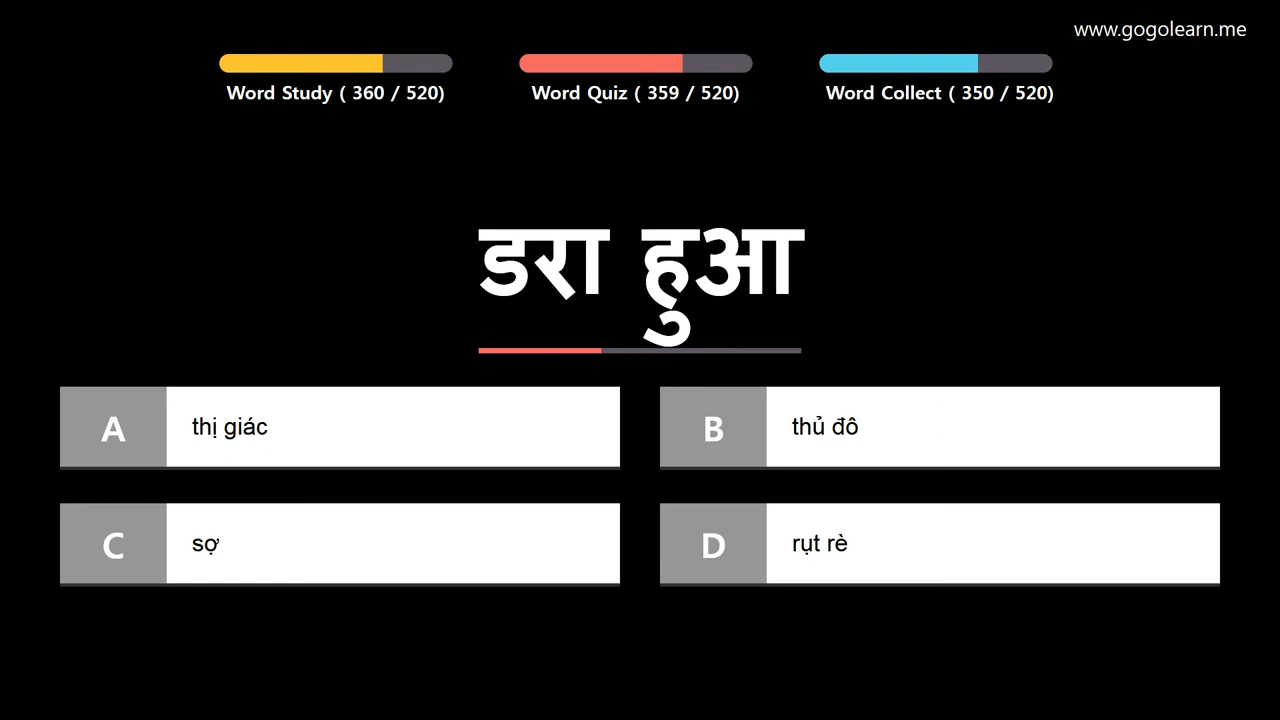 www.gogolearn.me
Word Study ( 360 / 520)
Word Quiz ( 359 / 520)
Word Collect ( 350 / 520)
डरा हुआ
A thị giác
B thủ đô
C sợ
D rụt rè